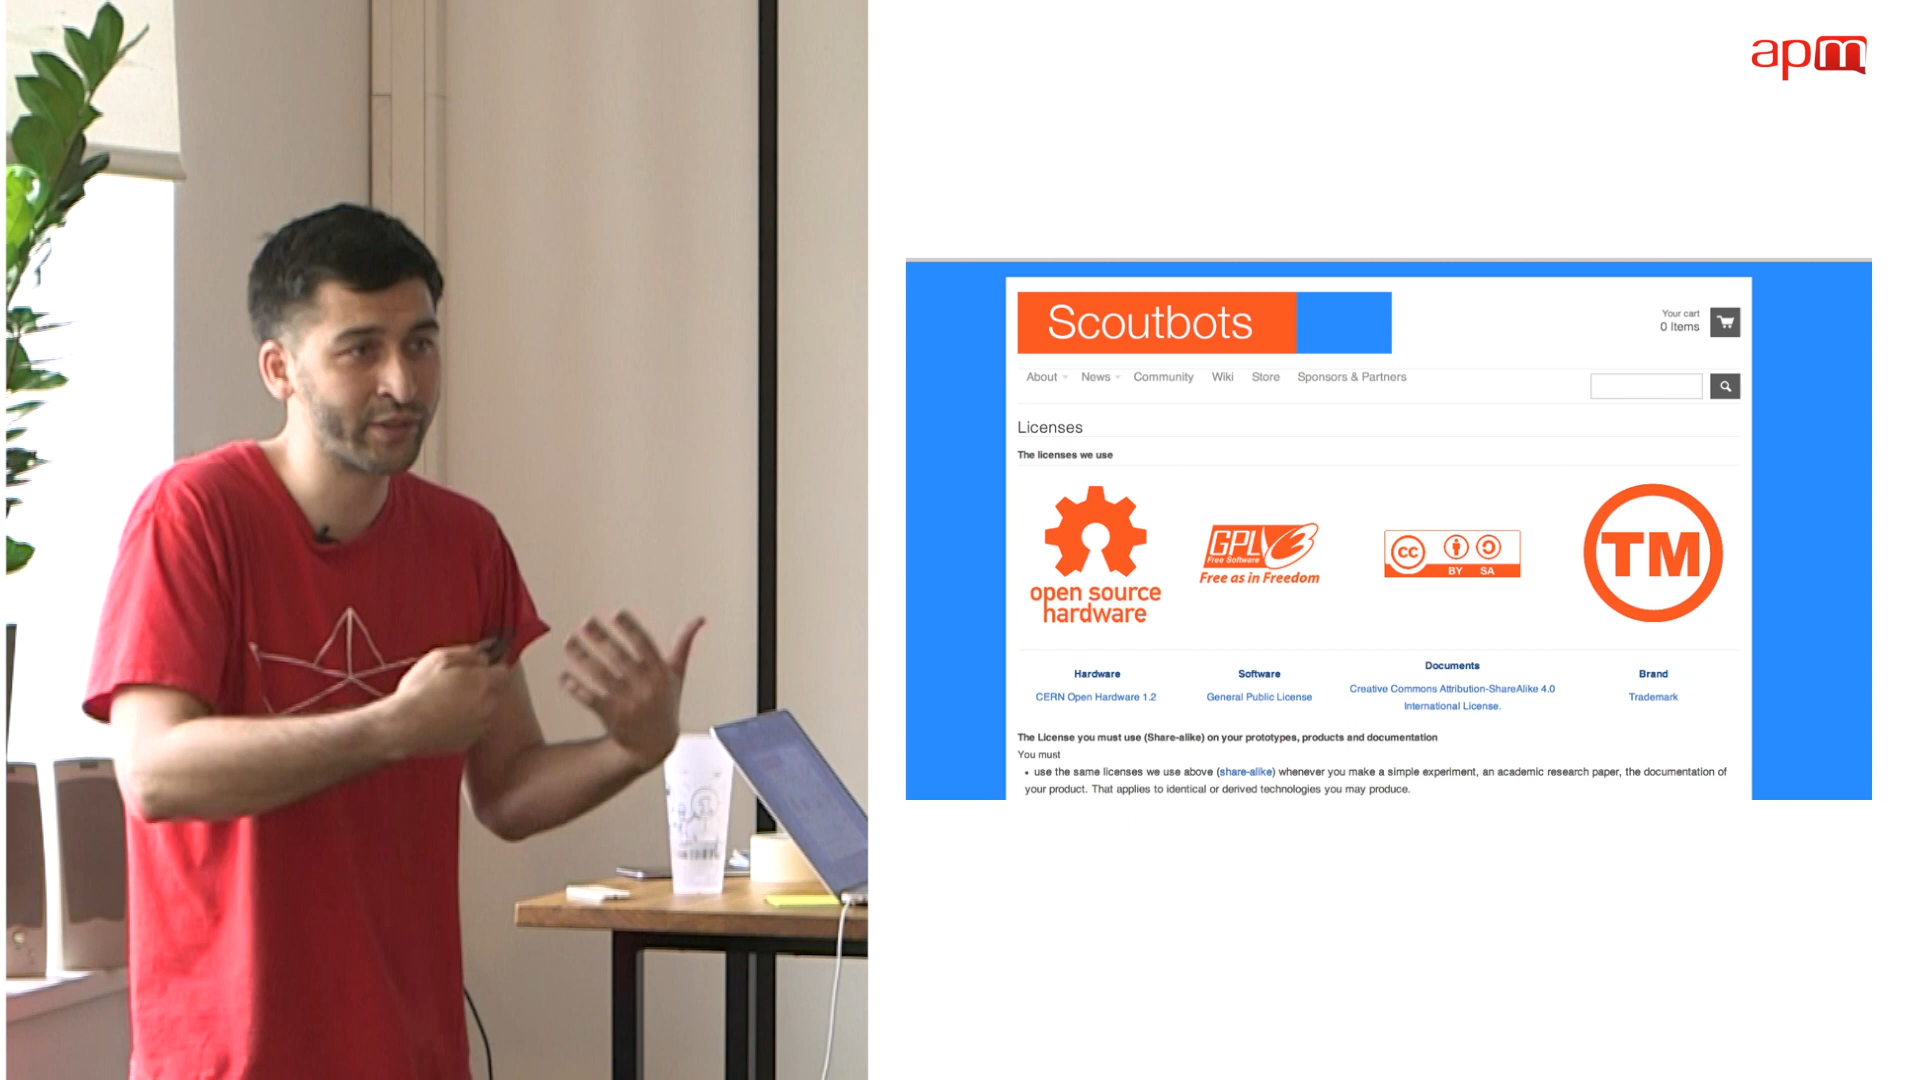 apm
Scoutbots
Your cart
0 Items
About News Community Wiki Store Sponsors & Partners
Licenses
The licenses we use
open source
hardware
GPLv3
Free Software
Free as in Freedom
cc
BY SA
TM
Hardware
CERN Open Hardware 1.2
Software
General Public License
Documents
Creative Commons Attribution-ShareAlike 4.0
International License.
Brand
Trademark
The License you must use (Share-alike) on your prototypes, products and documentation
You must
• use the same licenses we use above (share-alike) whenever you make a simple experiment, an academic research paper, the documentation of
your product. That applies to identical or derived technologies you may produce.